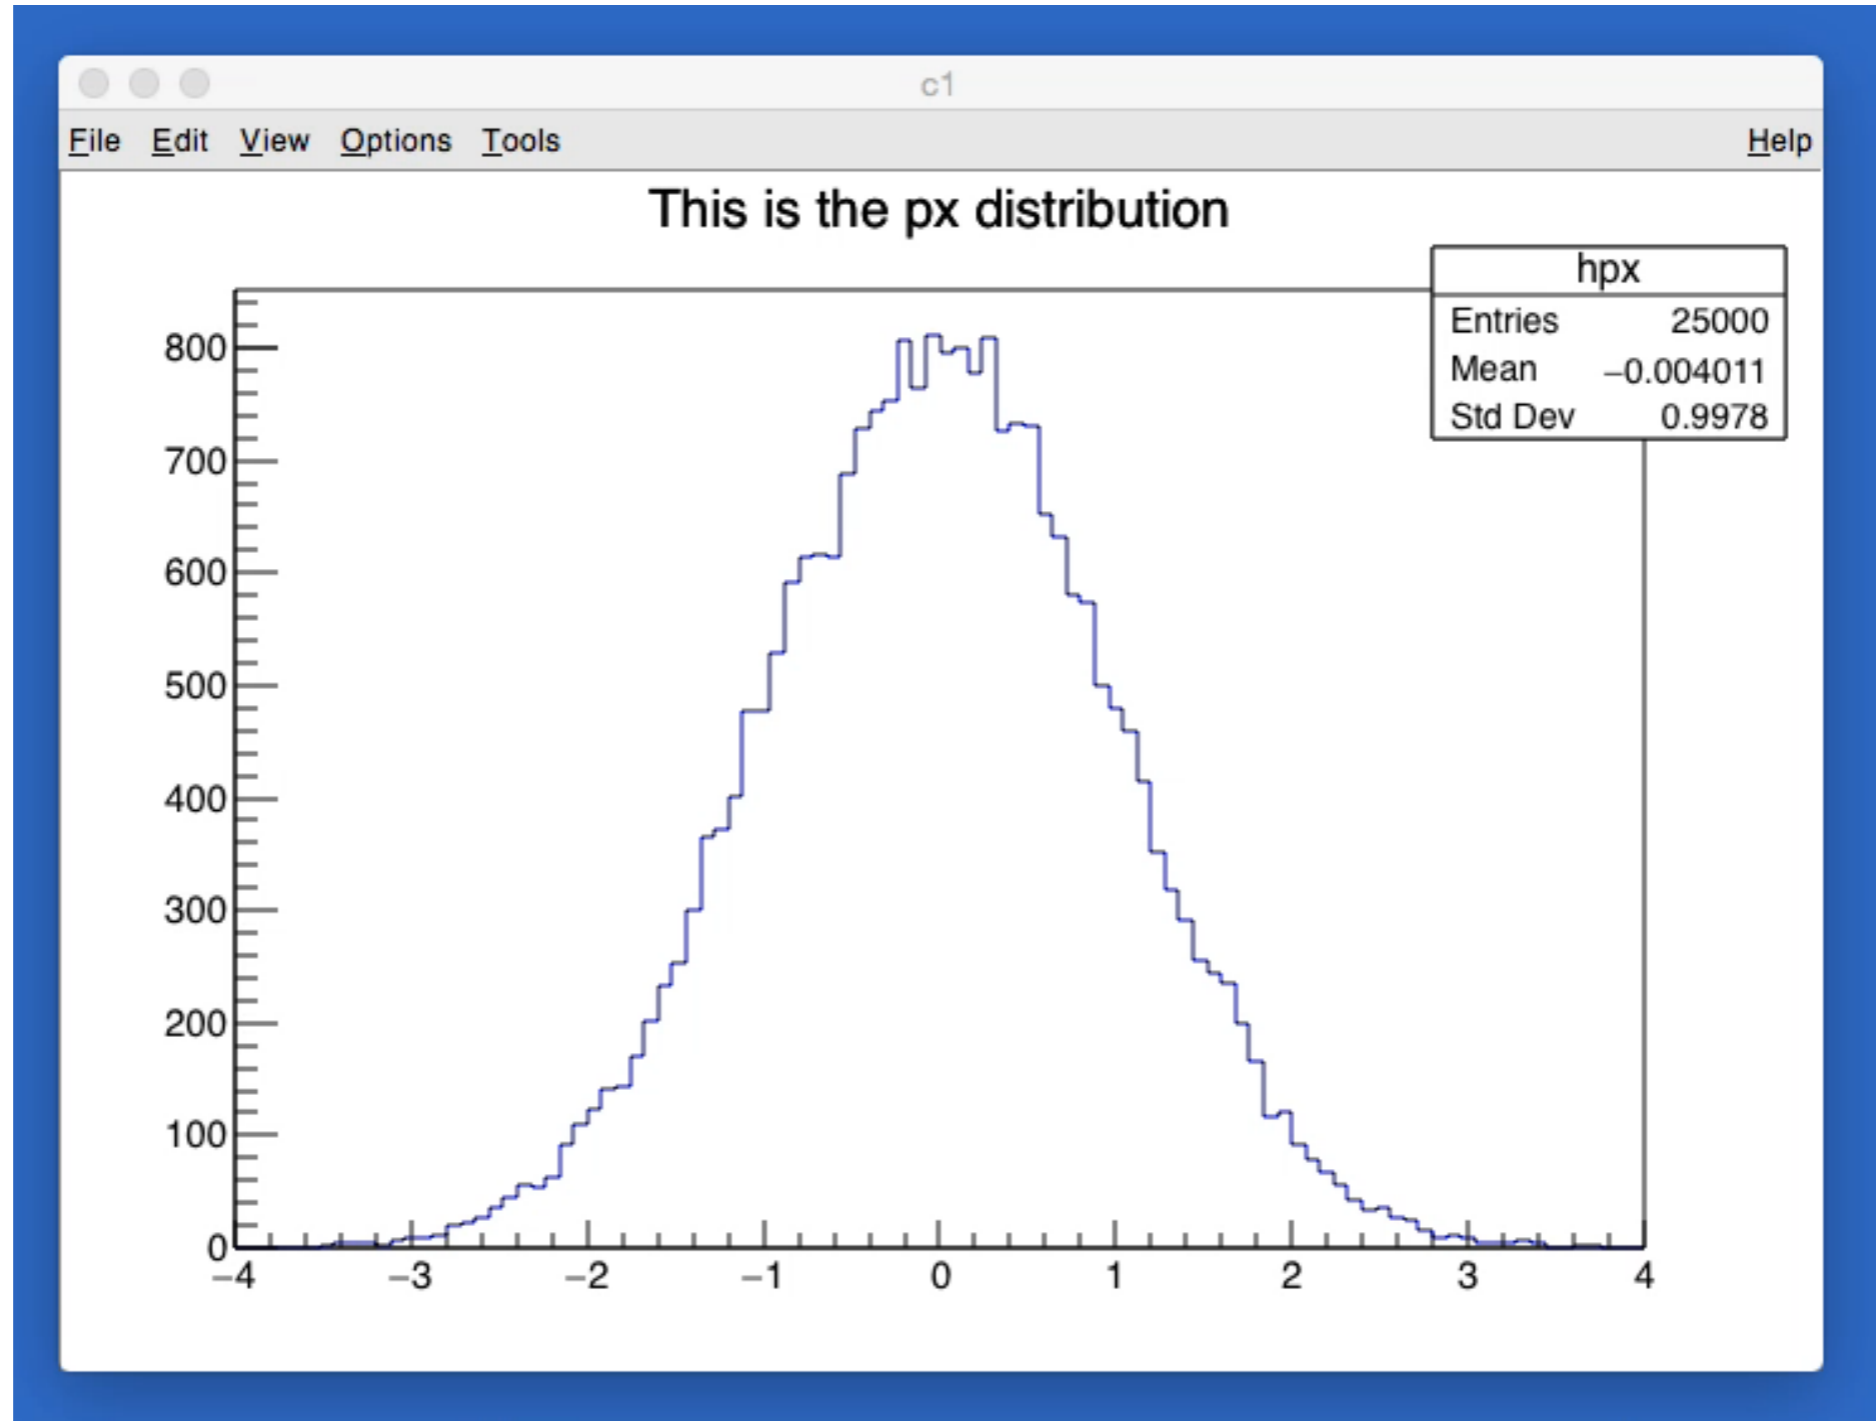 c1
File Edit View Options Tools Help
This is the px distribution
hpx
Entries 25000
Mean −0.004011
Std Dev 0.9978
800
700
600
500
400
300
200
100
0
−4 −3 −2 −1 0 1 2 3 4